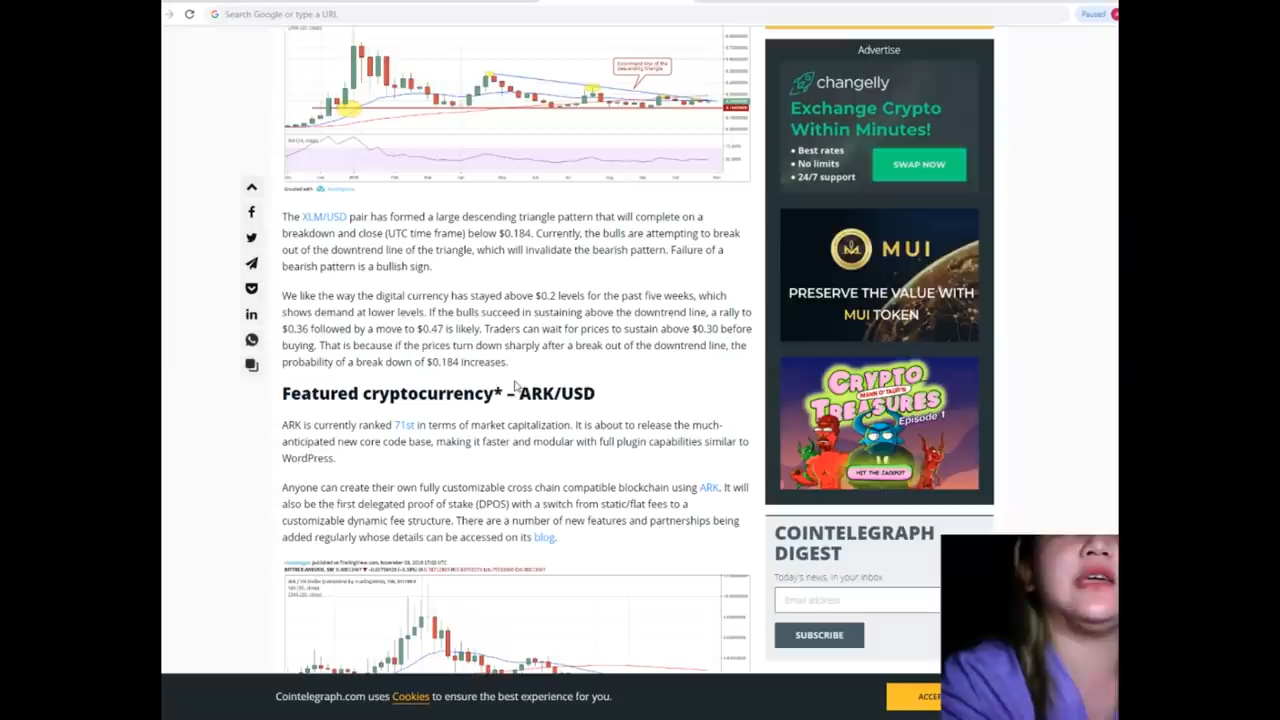 Search Google or type a URL
Paused
Advertise
changelly
Exchange Crypto
Within Minutes!
• Best rates
• No limits
• 24/7 support
SWAP NOW
MUI
PRESERVE THE VALUE WITH
MUI TOKEN
CRYPTO
TREASURES
Episode 1
HIT THE JACKPOT
The XLM/USD pair has formed a large descending triangle pattern that will complete on a
breakdown and close (UTC time frame) below $0.184. Currently, the bulls are attempting to break
out of the downtrend line of the triangle, which will invalidate the bearish pattern. Failure of a
bearish pattern is a bullish sign.
We like the way the digital currency has stayed above $0.2 levels for the past five weeks, which
shows demand at lower levels. If the bulls succeed in sustaining above the downtrend line, a rally to
$0.36 followed by a move to $0.47 is likely. Traders can wait for prices to sustain above $0.30 before
buying. That is because if the prices turn down sharply after a break out of the downtrend line, the
probability of a break down of $0.184 increases.
Featured cryptocurrency* – ARK/USD
ARK is currently ranked 71st in terms of market capitalization. It is about to release the much-
anticipated new core code base, making it faster and modular with full plugin capabilities similar to
WordPress.
Anyone can create their own fully customizable cross chain compatible blockchain using ARK. It will
also be the first delegated proof of stake (DPOS) with a switch from static/flat fees to a
customizable dynamic fee structure. There are a number of new features and partnerships being
added regularly whose details can be accessed on its blog.
COINTELEGRAPH
DIGEST
Today's news, in your inbox
Email address
SUBSCRIBE
Cointelegraph.com uses Cookies to ensure the best experience for you.